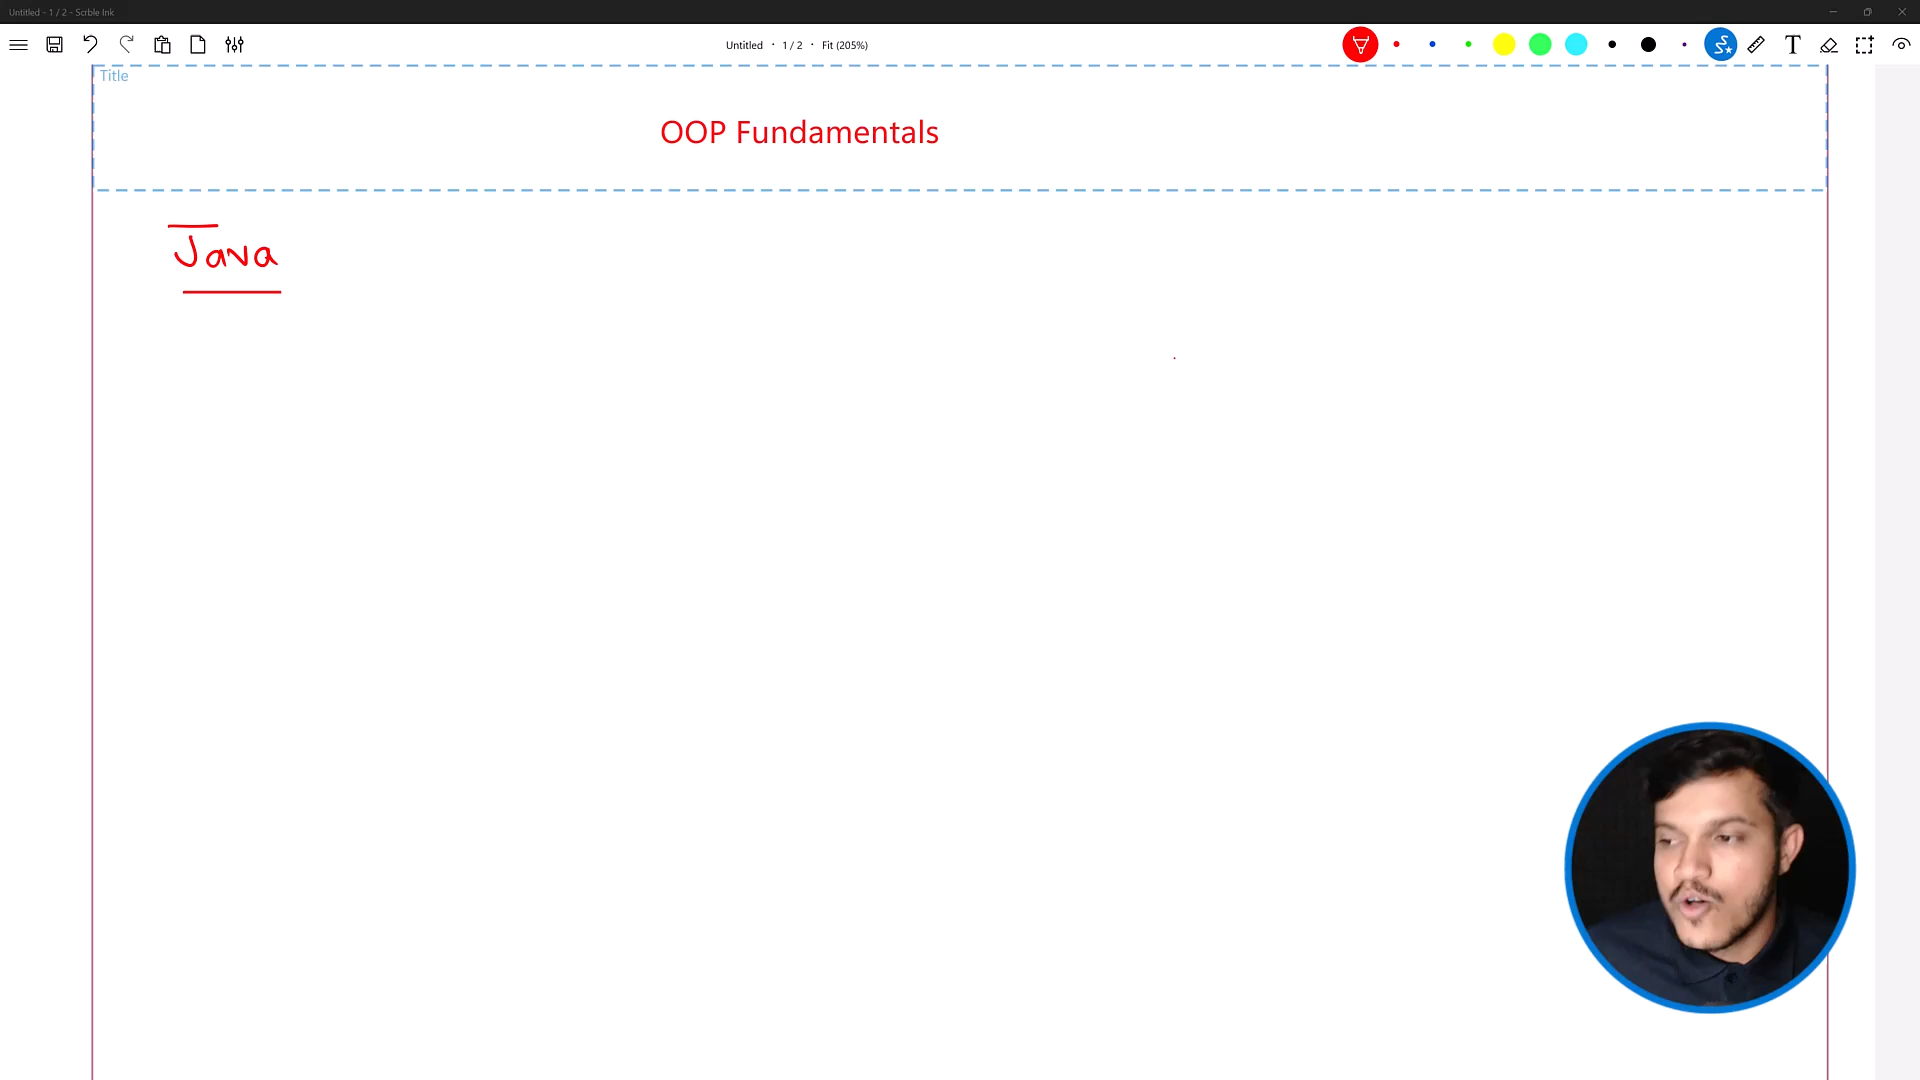 Untitled - 1 / 2 - Scrble Ink
Untitled · 1 / 2 · Fit (205%)
T
Title
OOP Fundamentals
Java